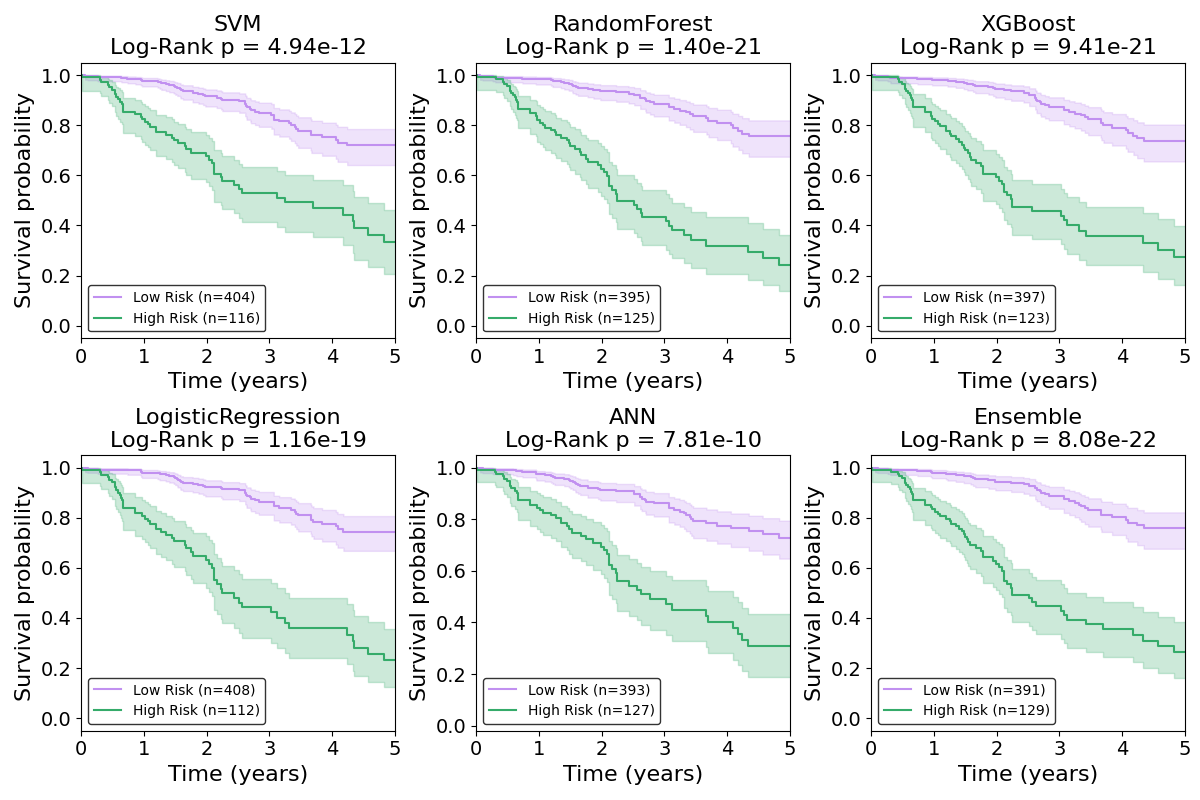 SVM
Log-Rank p = 4.94e-12
Survival probability
1.0
0.8
0.6
0.4
0.2
0.0
Low Risk (n=404)
High Risk (n=116)
0 1 2 3 4 5
Time (years)
RandomForest
Log-Rank p = 1.40e-21
Survival probability
1.0
0.8
0.6
0.4
0.2
0.0
Low Risk (n=395)
High Risk (n=125)
0 1 2 3 4 5
Time (years)
XGBoost
Log-Rank p = 9.41e-21
Survival probability
1.0
0.8
0.6
0.4
0.2
0.0
Low Risk (n=397)
High Risk (n=123)
0 1 2 3 4 5
Time (years)
LogisticRegression
Log-Rank p = 1.16e-19
Survival probability
1.0
0.8
0.6
0.4
0.2
0.0
Low Risk (n=408)
High Risk (n=112)
0 1 2 3 4 5
Time (years)
ANN
Log-Rank p = 7.81e-10
Survival probability
1.0
0.8
0.6
0.4
0.2
0.0
Low Risk (n=393)
High Risk (n=127)
0 1 2 3 4 5
Time (years)
Ensemble
Log-Rank p = 8.08e-22
Survival probability
1.0
0.8
0.6
0.4
0.2
0.0
Low Risk (n=391)
High Risk (n=129)
0 1 2 3 4 5
Time (years)